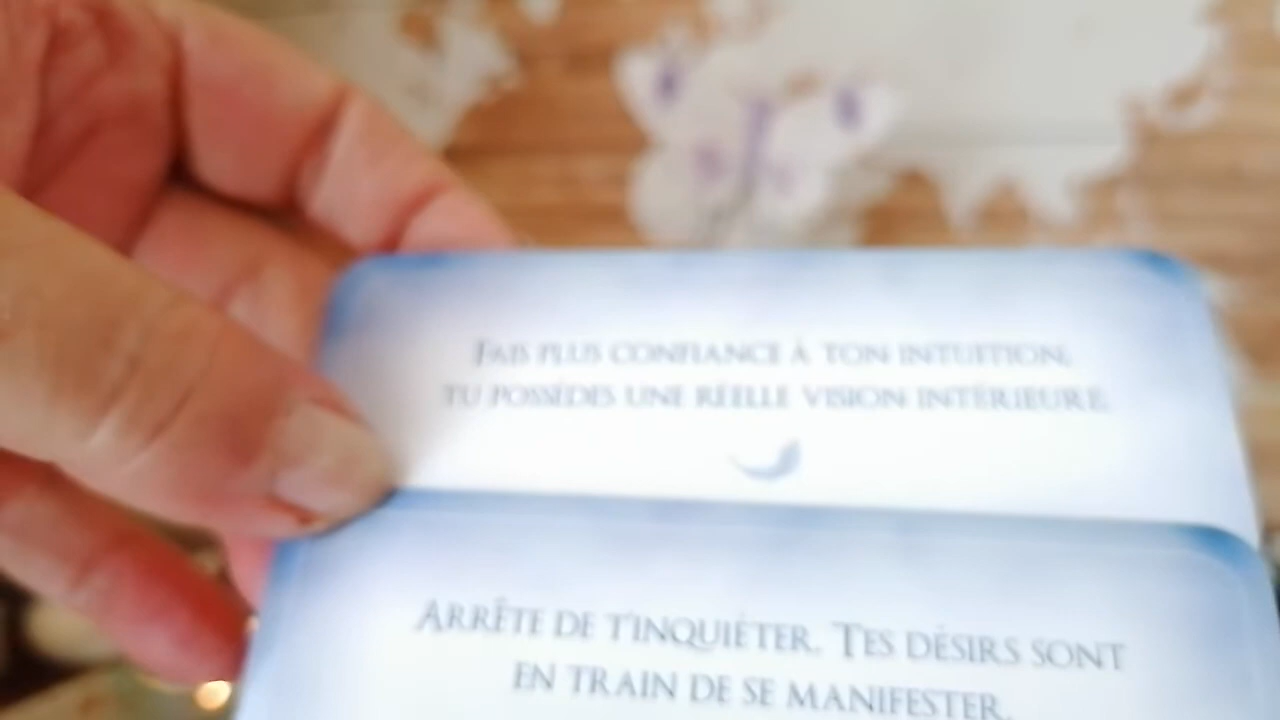 Fais plus confiance à ton intuition,
tu possèdes une réelle vision intérieure.
Arrête de t'inquiéter. Tes désirs sont
en train de se manifester.